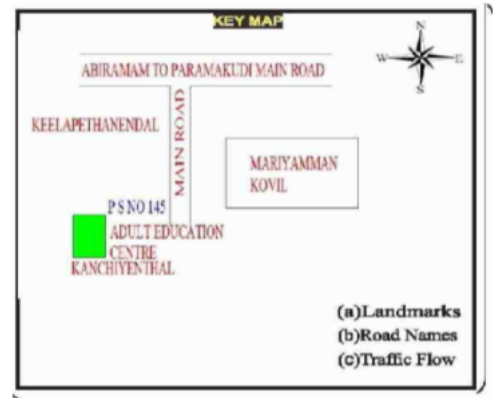 KEY MAP
N
W E
S
ABIRAMAM TO PARAMAKUDI MAIN ROAD
KEELAPETHANENDAL
MAIN ROAD
MARIYAMMAN
KOVIL
P S NO 145
ADULT EDUCATION
CENTRE
KANCHIYENTHAL
(a)Landmarks
(b)Road Names
(c)Traffic Flow